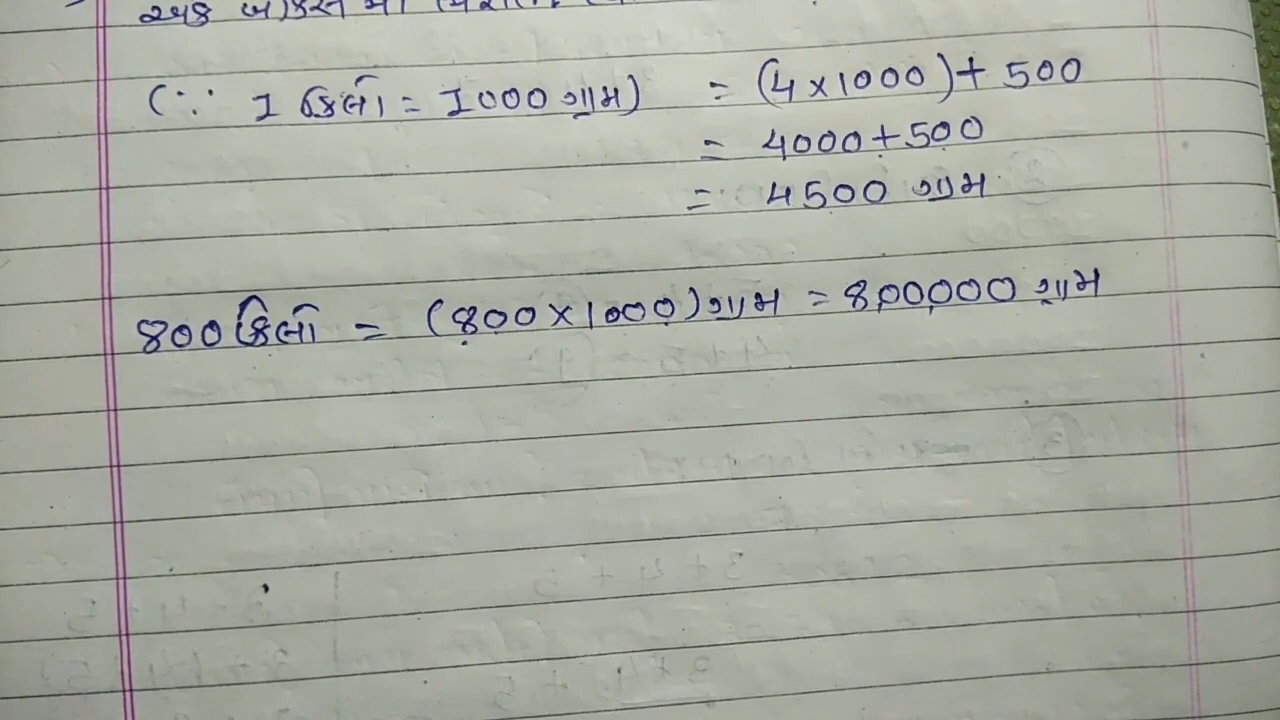 (∵ 1 કિલો = 1000 ગ્રામ) = (4 × 1000) + 500
= 4000 + 500
= 4500 ગ્રામ
800 કિલો = (800 × 1000) ગ્રામ = 8,00,000 ગ્રામ